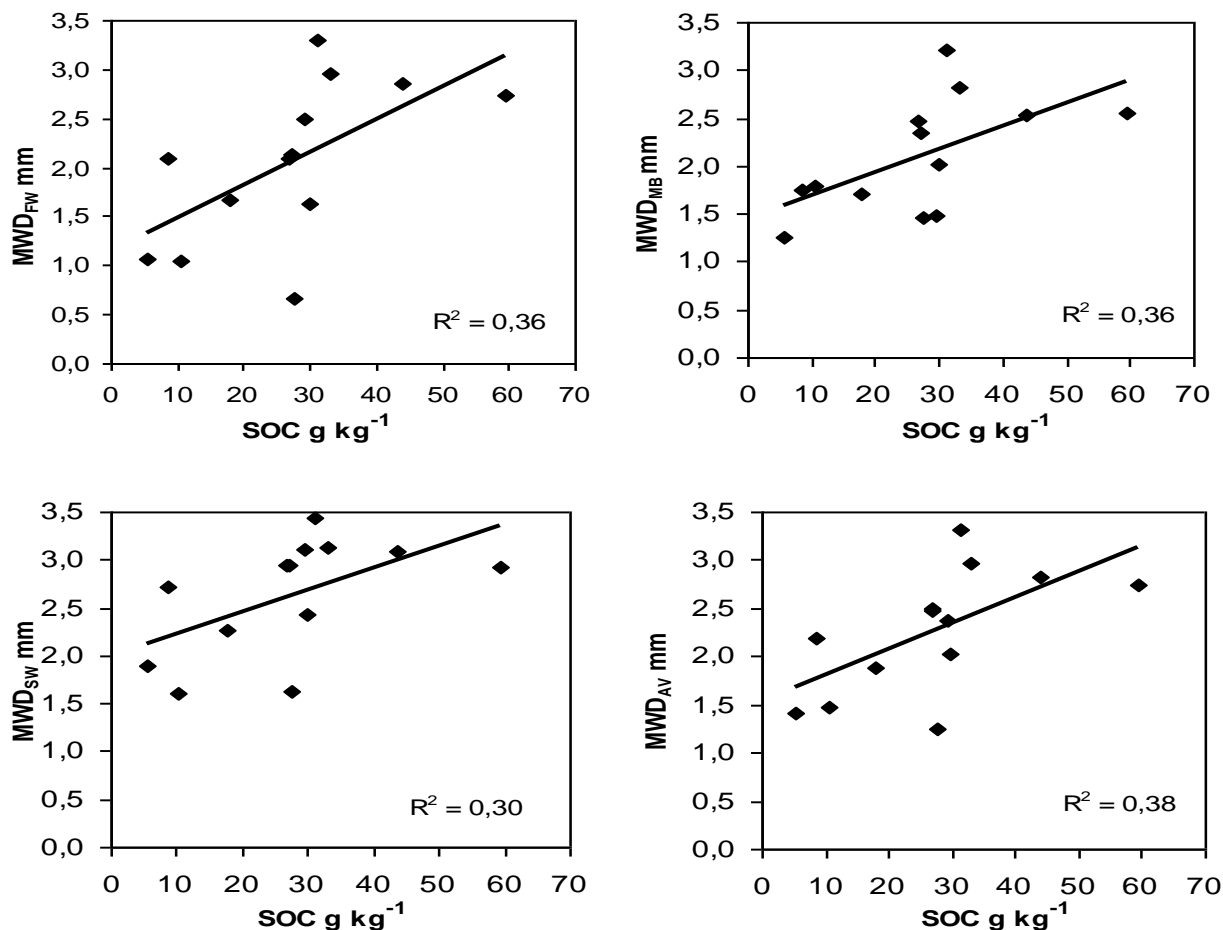 3,5
3,0
2,5
2,0
1,5
1,0
0,5
0,0
MWD_FW mm
R² = 0,36
0 10 20 30 40 50 60 70
SOC g kg⁻¹
3,5
3,0
2,5
2,0
1,5
1,0
0,5
0,0
MWD_MB mm
R² = 0,36
0 10 20 30 40 50 60 70
SOC g kg⁻¹
3,5
3,0
2,5
2,0
1,5
1,0
0,5
0,0
MWD_SW mm
R² = 0,30
0 10 20 30 40 50 60 70
SOC g kg⁻¹
3,5
3,0
2,5
2,0
1,5
1,0
0,5
0,0
MWD_AV mm
R² = 0,38
0 10 20 30 40 50 60 70
SOC g kg⁻¹